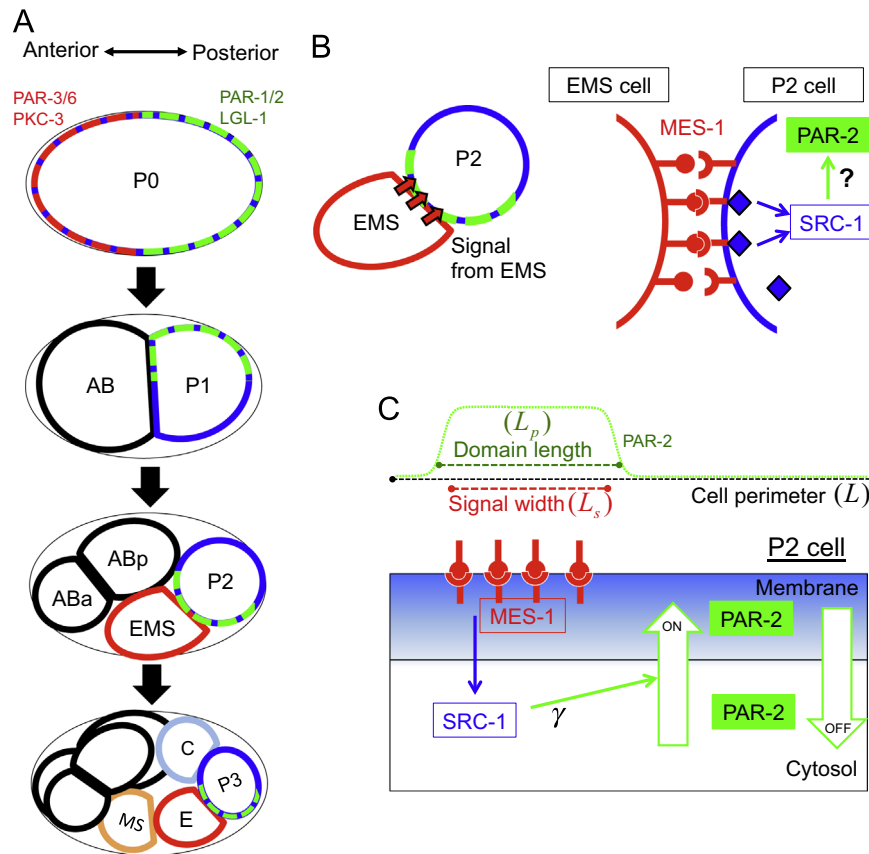 A
Anterior Posterior
PAR-3/6 PAR-1/2
PKC-3 LGL-1
P0
AB P1
ABp
ABa
P2
EMS
C
P3
MS
E
B
P2
EMS
Signal
from EMS
EMS cell P2 cell
MES-1
PAR-2
?
SRC-1
C
(Lp)
Domain length
PAR-2
Signal width (Ls)
Cell perimeter (L)
P2 cell
Membrane
MES-1
ON
PAR-2
SRC-1
γ
PAR-2
OFF
Cytosol